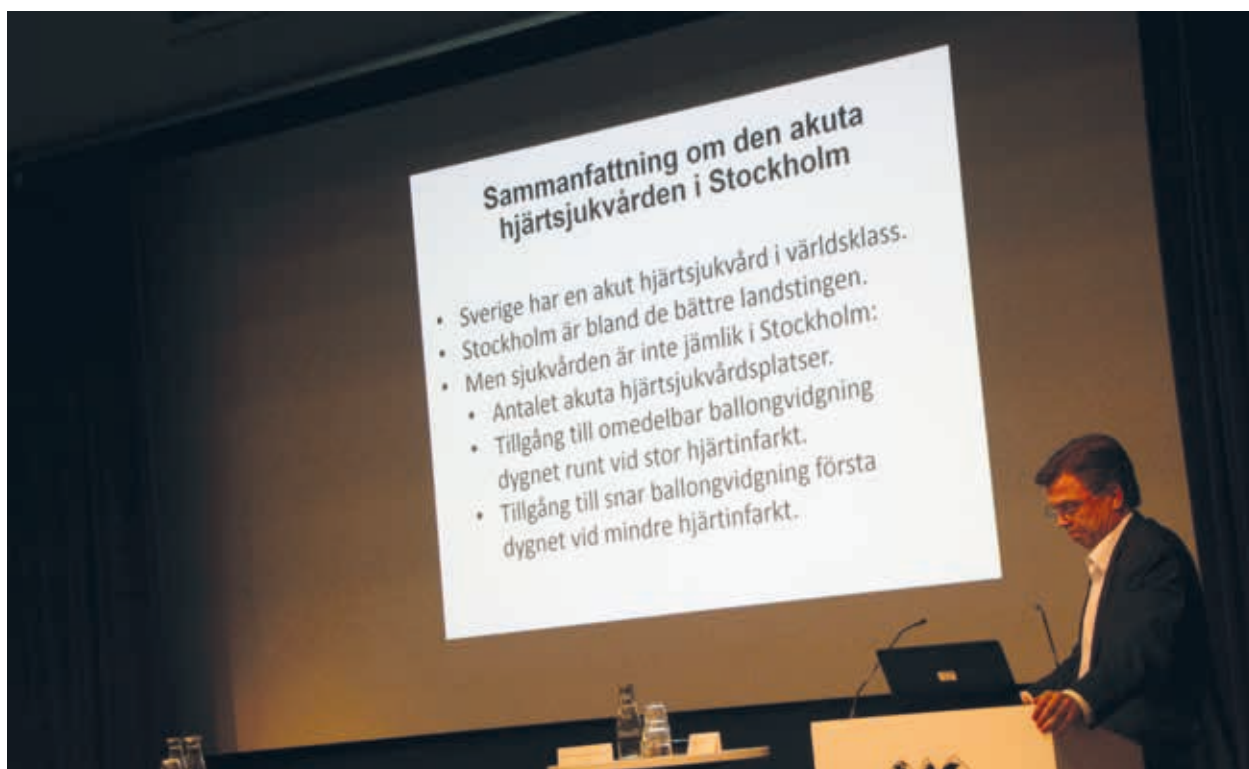 Sammanfattning om den akuta
hjärtsjukvården i Stockholm
• Sverige har en akut hjärtsjukvård i världsklass.
• Stockholm är bland de bättre landstingen.
• Men sjukvården är inte jämlik i Stockholm:
• Antalet akuta hjärtsjukvårdsplatser.
• Tillgång till omedelbar ballongvidgning
dygnet runt vid stor hjärtinfarkt.
• Tillgång till snar ballongvidgning första
dygnet vid mindre hjärtinfarkt.